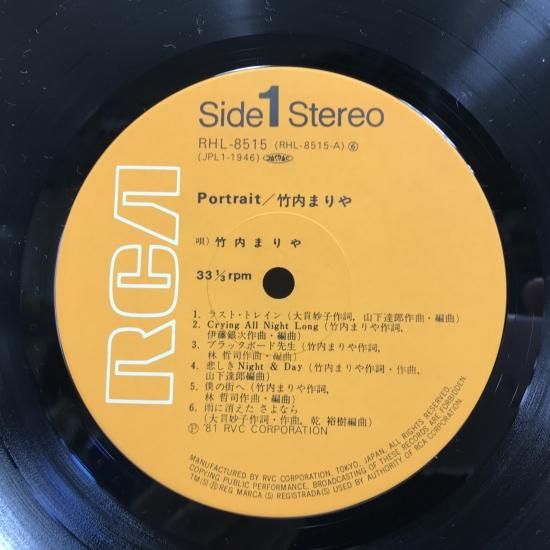 Side 1 Stereo
RHL-8515 (RHL-8515-A) ⑥
(JPL1-1946) JASRAC
Portrait/竹内まりや
唄) 竹内まりや
33 1/3 rpm
1. ラスト・トレイン(大貫妙子作詞, 山下達郎作曲・編曲)
2. Crying All Night Long (竹内まりや作詞,
伊藤銀次作曲・編曲)
3. ブラックボード先生(竹内まりや作詞,
林 哲司作曲・編曲)
4. 悲しきNight & Day(竹内まりや作詞・作曲,
山下達郎編曲)
5. 僕の街へ(竹内まりや作詞,
林 哲司作曲・編曲)
6. 雨に消えた さよなら
(大貫妙子作詞・作曲, 乾 裕樹編曲)
Ⓟ '81 RVC CORPORATION
MANUFACTURED BY RVC CORPORATION, TOKYO, JAPAN, ALL RIGHTS RESERVED.
COPYING PUBLIC PERFORMANCE, BROADCASTING OF THESE RECORDS ARE FORBIDDEN.
TM(S) Ⓡ REG MARCA (S) REGISTRADA(S) USED BY AUTHORITY OF RCA CORPORATION.
RCA